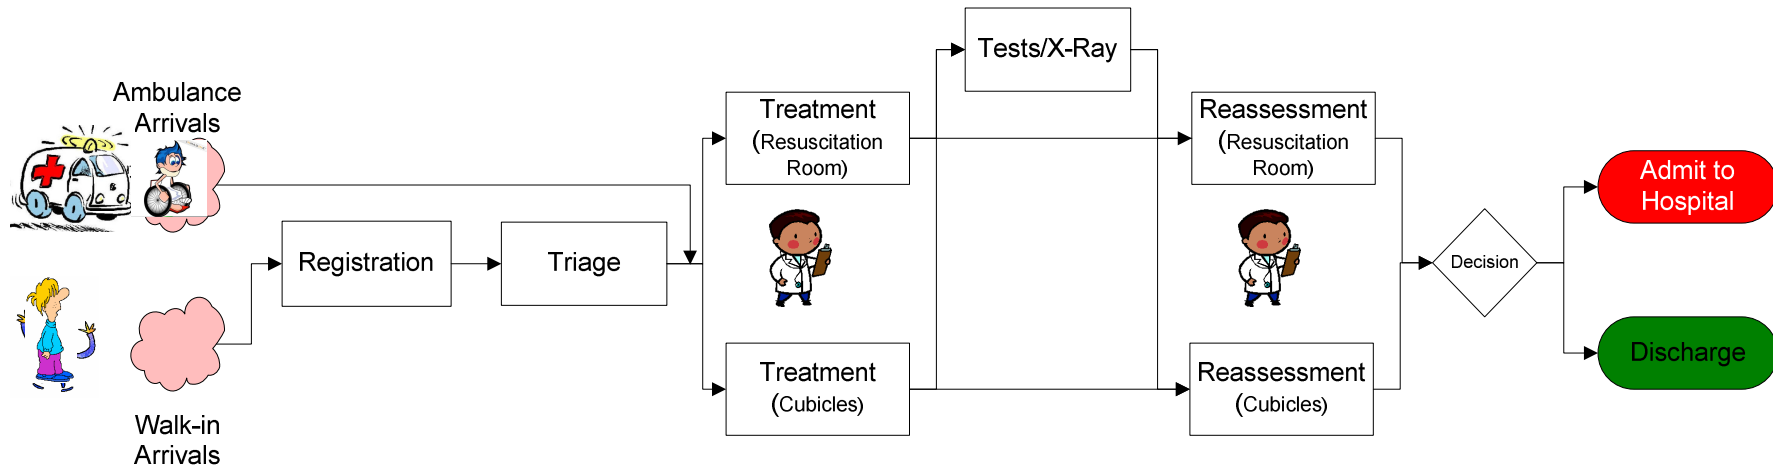 Ambulance
Arrivals
Walk-in
Arrivals
Registration
Triage
Treatment
(Resuscitation
Room)
Treatment
(Cubicles)
Tests/X-Ray
Reassessment
(Resuscitation
Room)
Reassessment
(Cubicles)
Decision
Admit to
Hospital
Discharge